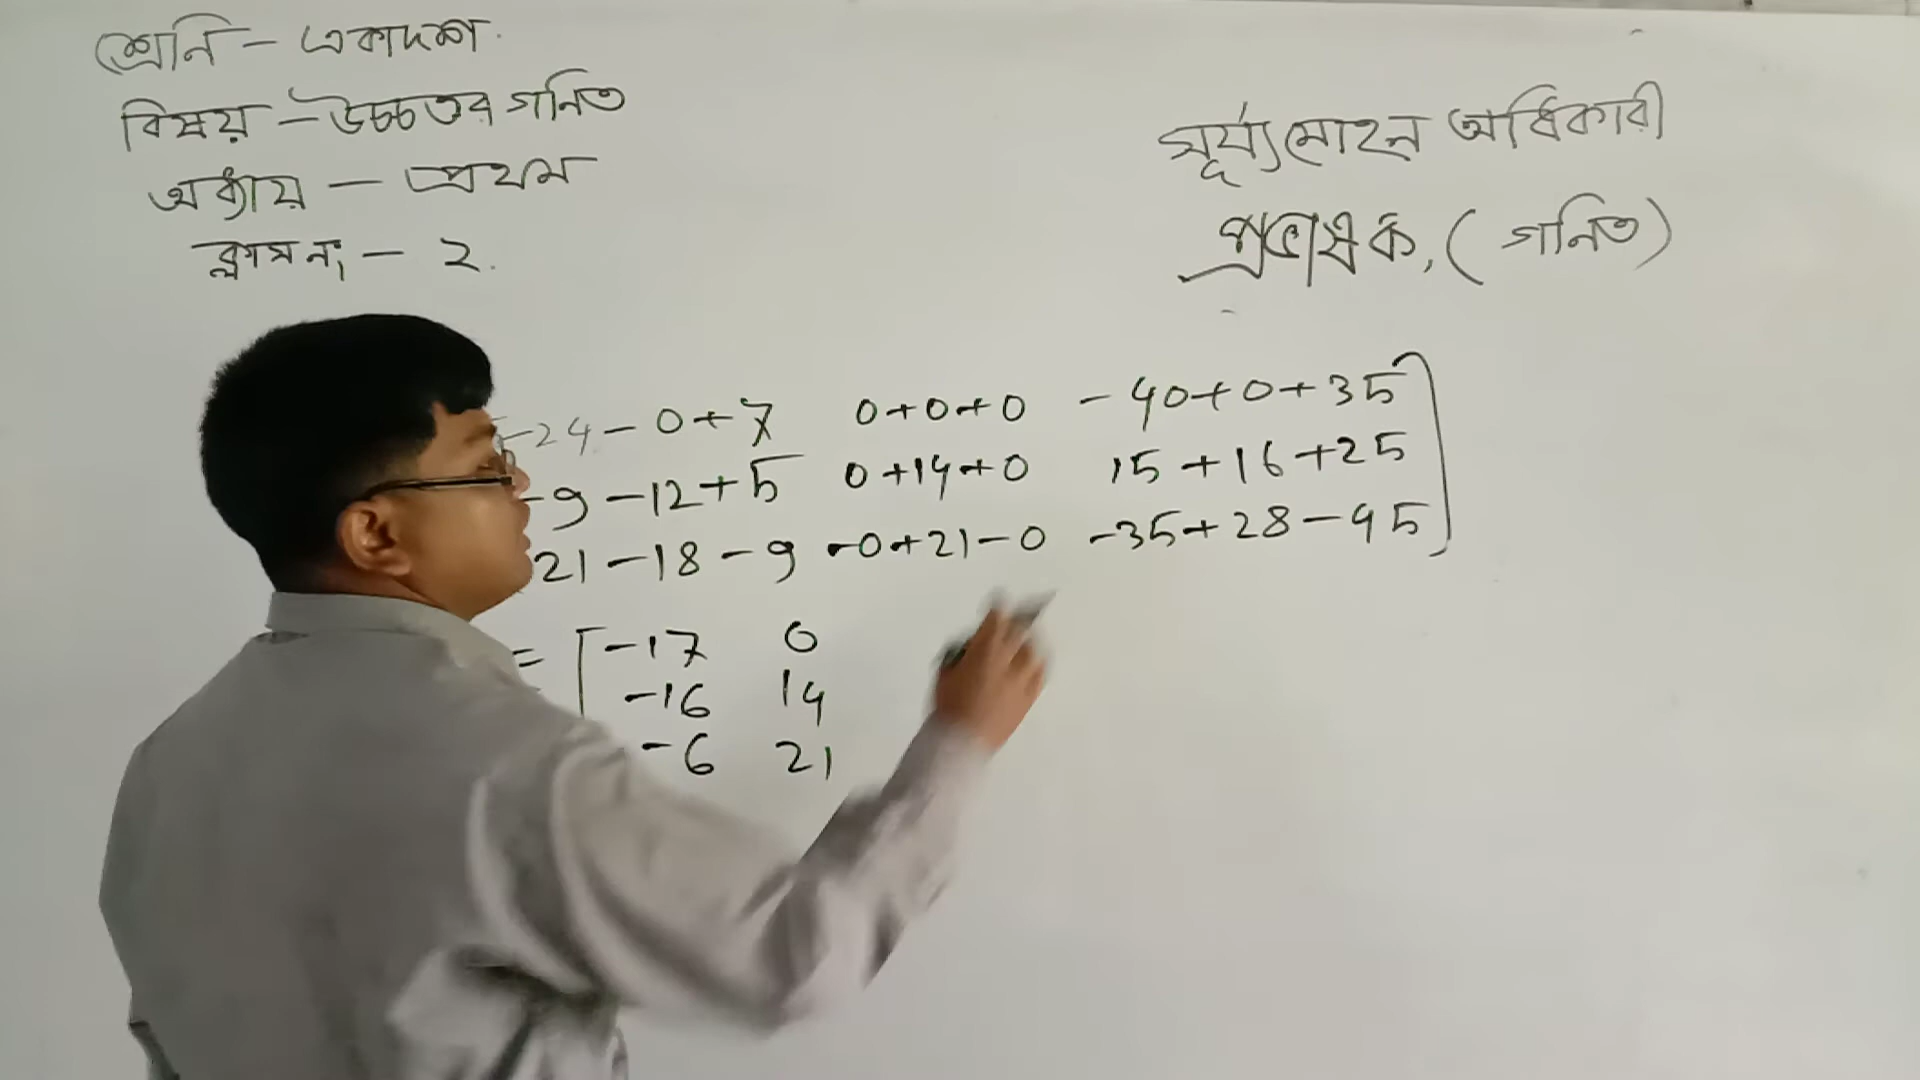 শ্রেনি – একাদশ
বিষয় – উচ্চতর গনিত
অধ্যায় – প্রথম
ক্লাস নং – ২.
সূর্য্যমোহন অধিকারী
প্রভাষক, (গনিত)
-24 - 0 + 7   0+0+0   - 40+0+35
-9 -12+5   0+14+0   15+16+25
21 -18 - 9   -0+21-0   -35+28-45
= [ -17   0
-16   14
-6   21